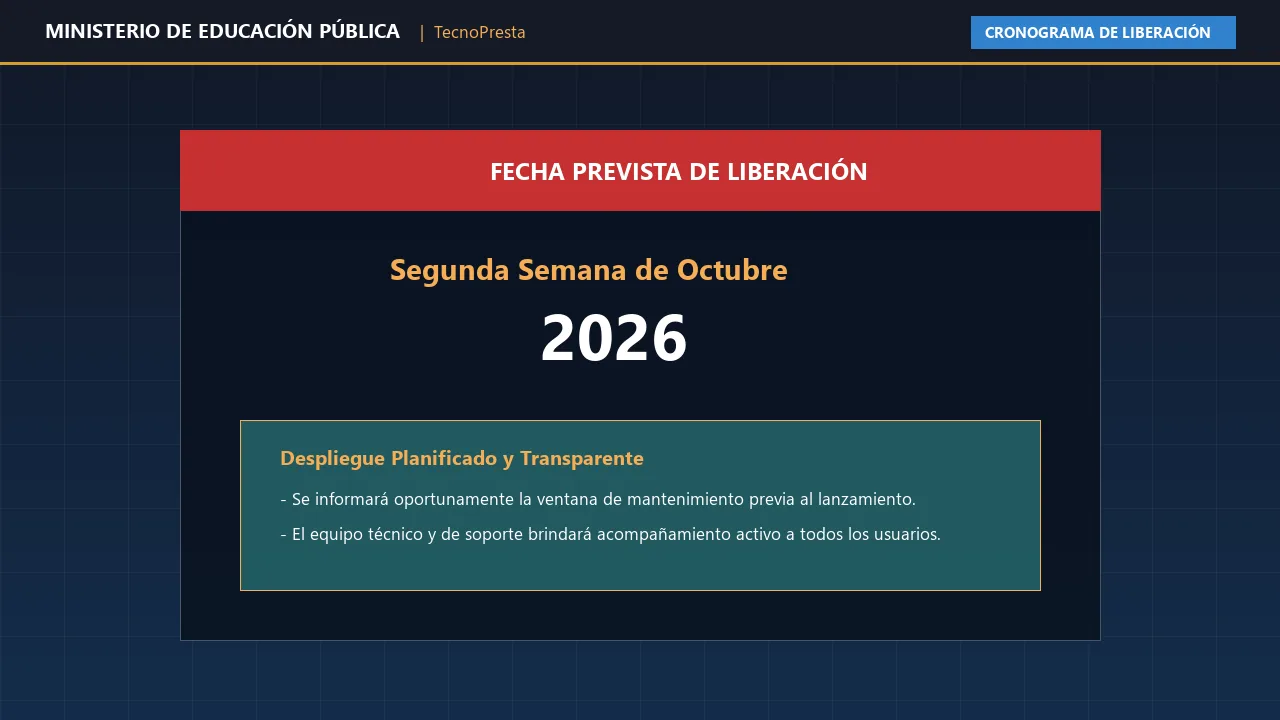 MINISTERIO DE EDUCACIÓN PÚBLICA | TecnoPresta
CRONOGRAMA DE LIBERACIÓN
FECHA PREVISTA DE LIBERACIÓN
Segunda Semana de Octubre
2026
Despliegue Planificado y Transparente
- Se informará oportunamente la ventana de mantenimiento previa al lanzamiento.
- El equipo técnico y de soporte brindará acompañamiento activo a todos los usuarios.